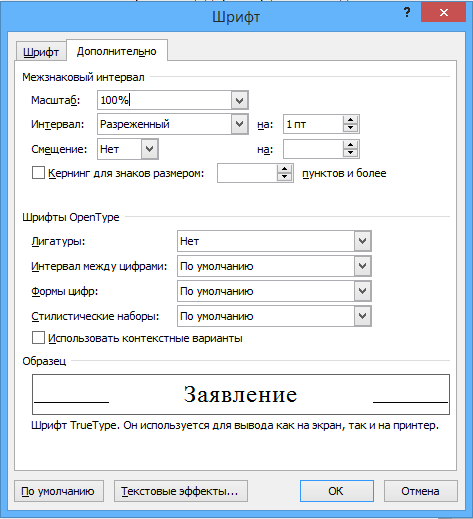 Шрифт
?
Шрифт Дополнительно
Межзнаковый интервал
Масштаб: 100%
Интервал: Разреженный на: 1 пт
Смещение: Нет на:
Кернинг для знаков размером: пунктов и более
Шрифты OpenType
Лигатуры: Нет
Интервал между цифрами: По умолчанию
Формы цифр: По умолчанию
Стилистические наборы: По умолчанию
Использовать контекстные варианты
Образец
Заявление
Шрифт TrueType. Он используется для вывода как на экран, так и на принтер.
По умолчанию Текстовые эффекты... ОК Отмена